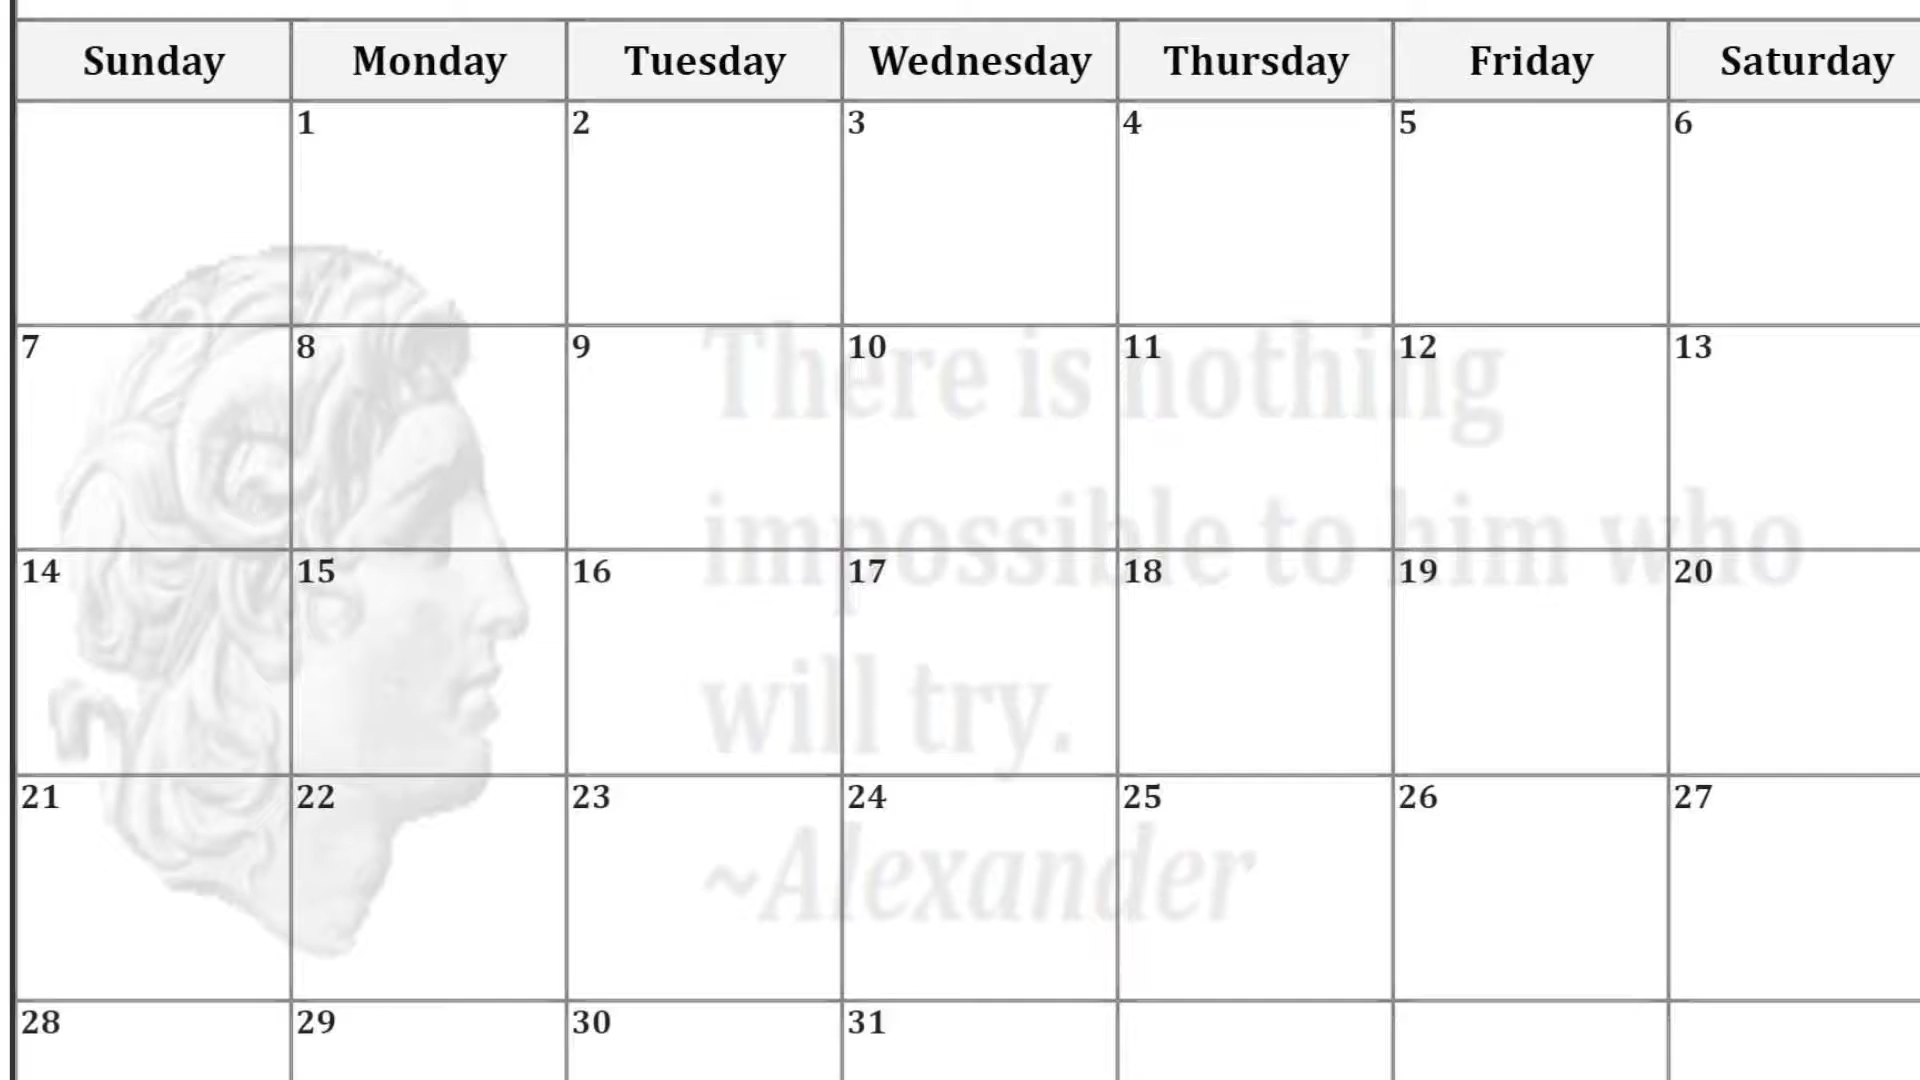 Sunday Monday Tuesday Wednesday Thursday Friday Saturday
1 2 3 4 5 6
7 8 9 10 11 12 13
14 15 16 17 18 19 20
21 22 23 24 25 26 27
28 29 30 31
There is nothing
impossible to him who
will try.
~Alexander